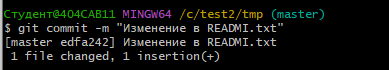 Студент@404CAB11 MINGW64 /c/test2/tmp (master)
$ git commit -m "Изменение в READMI.txt"
[master edfa242] Изменение в READMI.txt
 1 file changed, 1 insertion(+)